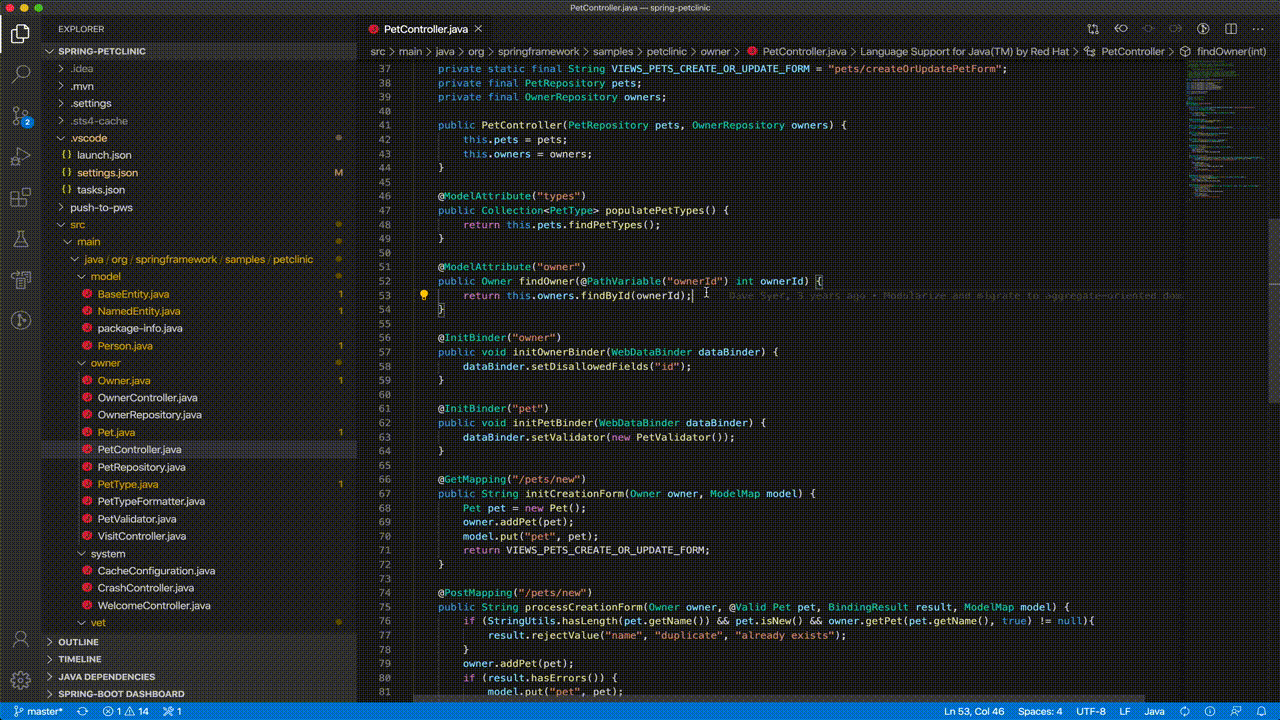 PetController.java — spring-petclinic
EXPLORER
SPRING-PETCLINIC
.idea
.mvn
.settings
.sts4-cache
.vscode
launch.json
settings.json M
tasks.json
push-to-pws
src
main
java / org / springframework / samples / petclinic
model
BaseEntity.java 1
NamedEntity.java 1
package-info.java
Person.java 1
owner
Owner.java 1
OwnerController.java
OwnerRepository.java
Pet.java 1
PetController.java
PetRepository.java
PetType.java 1
PetTypeFormatter.java
PetValidator.java
VisitController.java
system
CacheConfiguration.java
CrashController.java
WelcomeController.java
vet
OUTLINE
TIMELINE
JAVA DEPENDENCIES
SPRING-BOOT DASHBOARD
2
PetController.java
src > main > java > org > springframework > samples > petclinic > owner > PetController.java > Language Support for Java(TM) by Red Hat > PetController > findOwner(int)
37 private static final String VIEWS_PETS_CREATE_OR_UPDATE_FORM = "pets/createOrUpdatePetForm";
38 private final PetRepository pets;
39 private final OwnerRepository owners;
40
41 public PetController(PetRepository pets, OwnerRepository owners) {
42 this.pets = pets;
43 this.owners = owners;
44 }
45
46 @ModelAttribute("types")
47 public Collection<PetType> populatePetTypes() {
48 return this.pets.findPetTypes();
49 }
50
51 @ModelAttribute("owner")
52 public Owner findOwner(@PathVariable("ownerId") int ownerId) {
53 return this.owners.findById(ownerId); Dave Syer, 5 years ago • Modularize and migrate to aggregate-oriented dom
54 }
55
56 @InitBinder("owner")
57 public void initOwnerBinder(WebDataBinder dataBinder) {
58 dataBinder.setDisallowedFields("id");
59 }
60
61 @InitBinder("pet")
62 public void initPetBinder(WebDataBinder dataBinder) {
63 dataBinder.setValidator(new PetValidator());
64 }
65
66 @GetMapping("/pets/new")
67 public String initCreationForm(Owner owner, ModelMap model) {
68 Pet pet = new Pet();
69 owner.addPet(pet);
70 model.put("pet", pet);
71 return VIEWS_PETS_CREATE_OR_UPDATE_FORM;
72 }
73
74 @PostMapping("/pets/new")
75 public String processCreationForm(Owner owner, @Valid Pet pet, BindingResult result, ModelMap model) {
76 if (StringUtils.hasLength(pet.getName()) && pet.isNew() && owner.getPet(pet.getName(), true) != null){
77 result.rejectValue("name", "duplicate", "already exists");
78 }
79 owner.addPet(pet);
80 if (result.hasErrors()) {
81 model.put("pet", pet);
master* 1 14 1 Ln 53, Col 46 Spaces: 4 UTF-8 LF Java